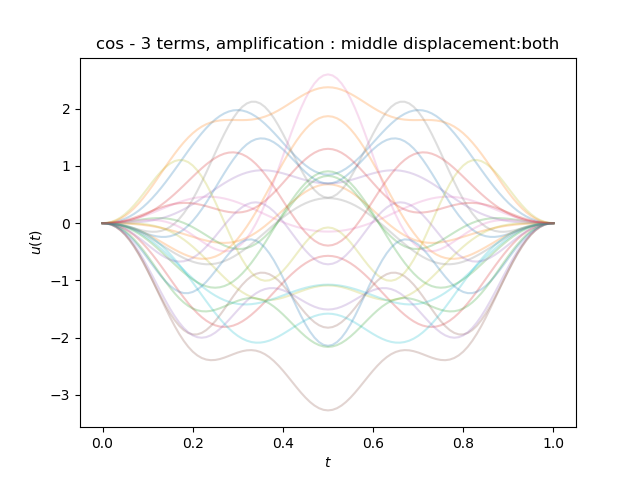 cos - 3 terms, amplification : middle displacement:both
u(t)
2
1
0
−1
−2
−3
0.0 0.2 0.4 0.6 0.8 1.0
t